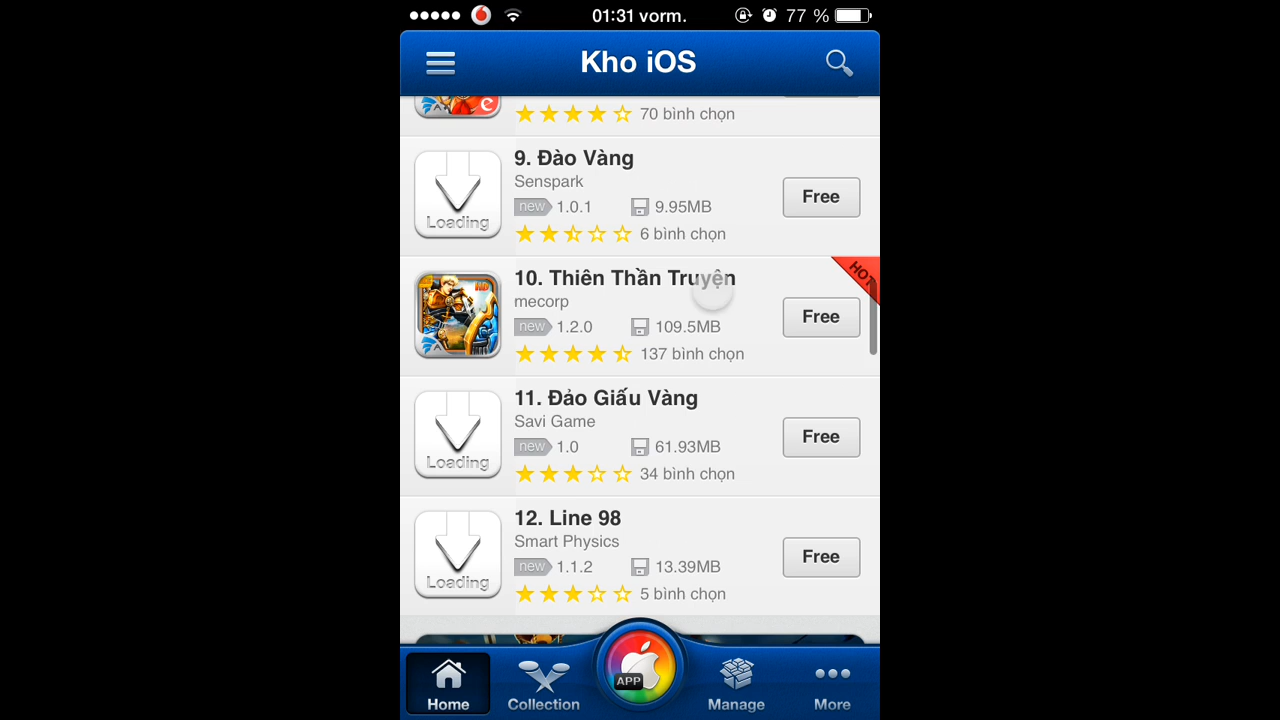 01:31 vorm.
77 %
Kho iOS
70 bình chọn
9. Đào Vàng
Senspark
new 1.0.1 9.95MB
6 bình chọn
Free
Loading
10. Thiên Thần Truyện
mecorp
new 1.2.0 109.5MB
137 bình chọn
Free
HOT
HD
11. Đảo Giấu Vàng
Savi Game
new 1.0 61.93MB
34 bình chọn
Free
Loading
12. Line 98
Smart Physics
new 1.1.2 13.39MB
5 bình chọn
Free
Loading
APP
Home
Collection
Manage
More